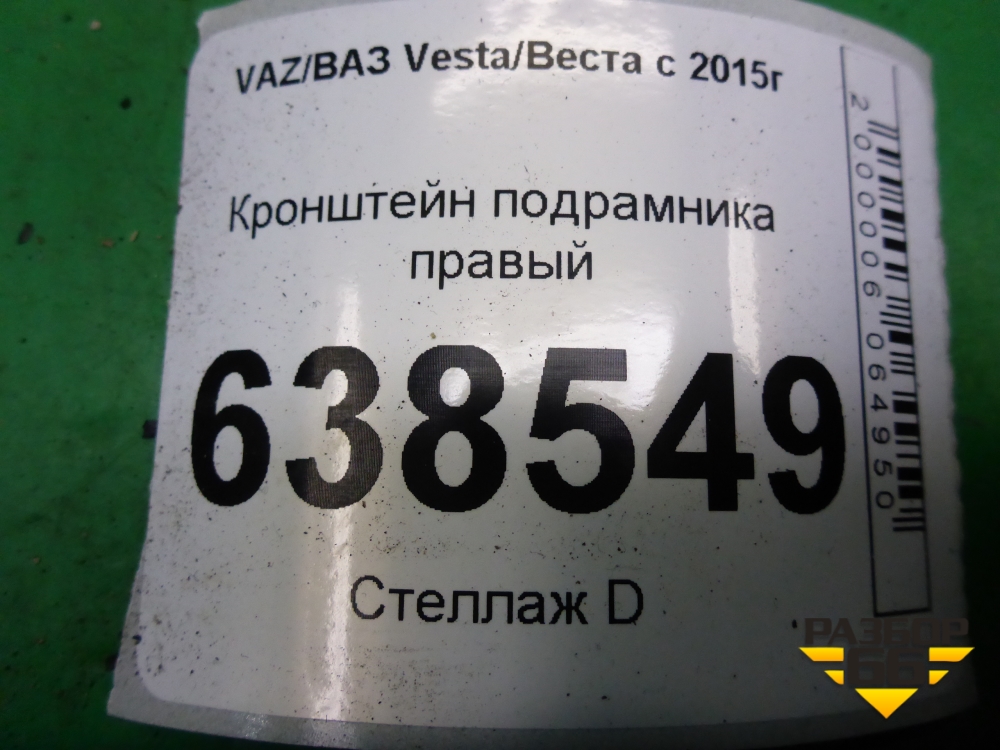 VAZ/ВАЗ Vesta/Веста с 2015г
Кронштейн подрамника
правый
638549
Стеллаж D
2000006064950
РАЗБОР
66